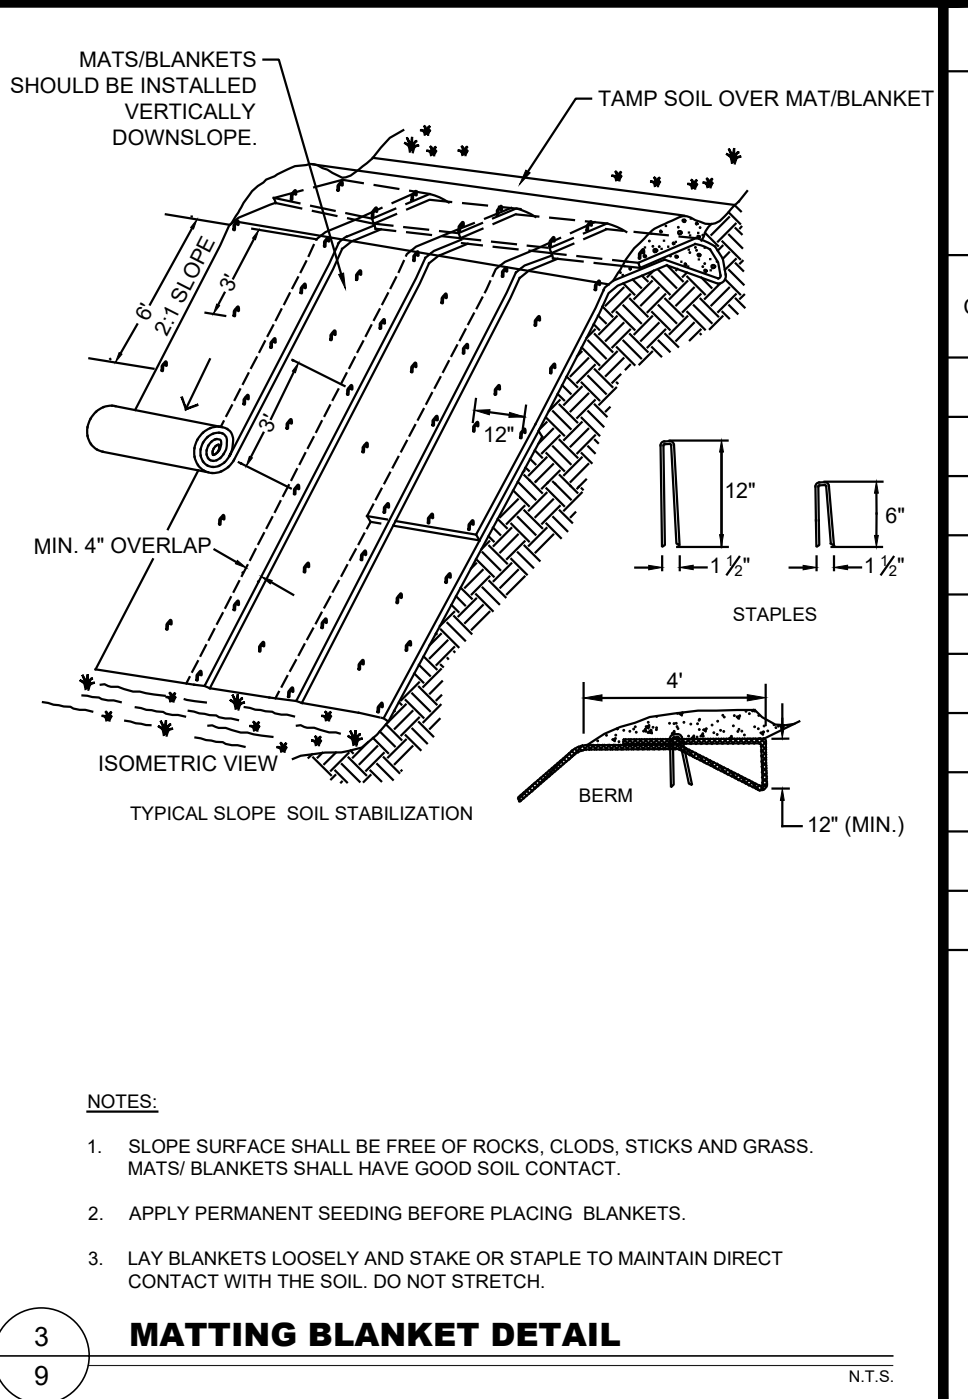 MATS/BLANKETS
SHOULD BE INSTALLED
VERTICALLY
DOWNSLOPE.
TAMP SOIL OVER MAT/BLANKET
6'
2:1 SLOPE
3'
3'
12"
MIN. 4" OVERLAP
12"
6"
1 ½"
1 ½"
STAPLES
4'
ISOMETRIC VIEW
BERM
TYPICAL SLOPE SOIL STABILIZATION
12" (MIN.)
NOTES:
1. SLOPE SURFACE SHALL BE FREE OF ROCKS, CLODS, STICKS AND GRASS.
MATS/ BLANKETS SHALL HAVE GOOD SOIL CONTACT.
2. APPLY PERMANENT SEEDING BEFORE PLACING BLANKETS.
3. LAY BLANKETS LOOSELY AND STAKE OR STAPLE TO MAINTAIN DIRECT
CONTACT WITH THE SOIL. DO NOT STRETCH.
3
MATTING BLANKET DETAIL
9
N.T.S.